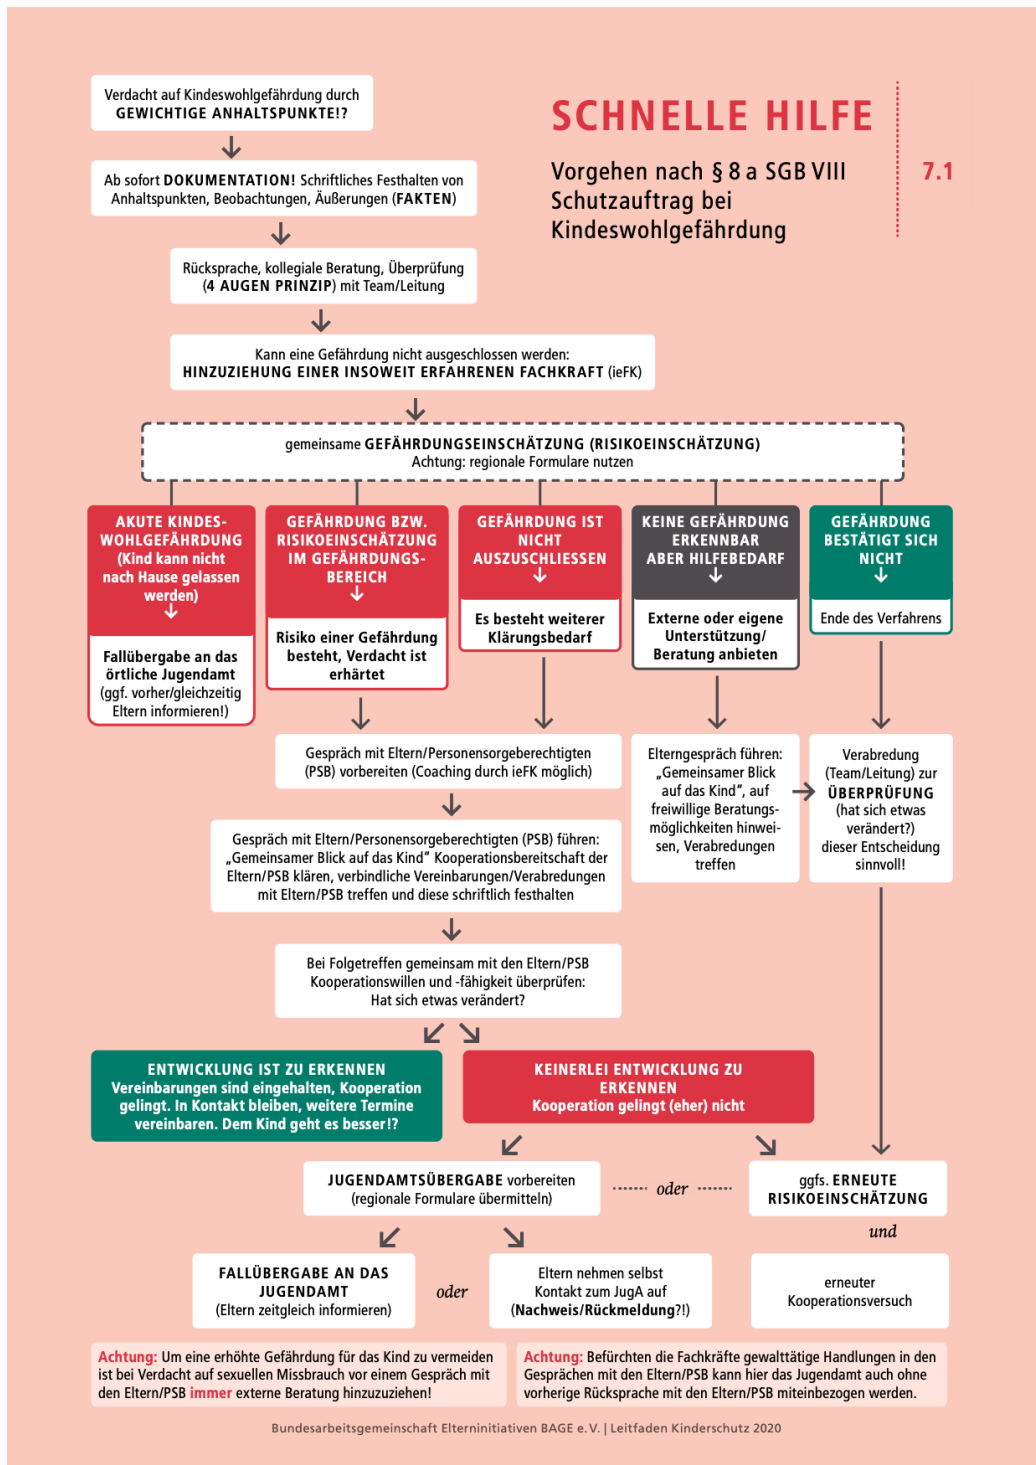 Verdacht auf Kindeswohlgefährdung durch
GEWICHTIGE ANHALTSPUNKTE!?
SCHNELLE HILFE
Vorgehen nach § 8 a SGB VIII
Schutzauftrag bei
Kindeswohlgefährdung
7.1
Ab sofort DOKUMENTATION! Schriftliches Festhalten von
Anhaltspunkten, Beobachtungen, Äußerungen (FAKTEN)
Rücksprache, kollegiale Beratung, Überprüfung
(4 AUGEN PRINZIP) mit Team/Leitung
Kann eine Gefährdung nicht ausgeschlossen werden:
HINZUZIEHUNG EINER INSOWEIT ERFAHRENEN FACHKRAFT (ieFK)
gemeinsame GEFÄHRDUNGSEINSCHÄTZUNG (RISIKOEINSCHÄTZUNG)
Achtung: regionale Formulare nutzen
AKUTE KINDES-
WOHLGEFÄHRDUNG
(Kind kann nicht
nach Hause gelassen
werden)
Fallübergabe an das
örtliche Jugendamt
(ggf. vorher/gleichzeitig
Eltern informieren!)
GEFÄHRDUNG BZW.
RISIKOEINSCHÄTZUNG
IM GEFÄHRDUNGS-
BEREICH
Risiko einer Gefährdung
besteht, Verdacht ist
erhärtet
GEFÄHRDUNG IST
NICHT
AUSZUSCHLIESSEN
Es besteht weiterer
Klärungsbedarf
KEINE GEFÄHRDUNG
ERKENNBAR
ABER HILFEBEDARF
Externe oder eigene
Unterstützung/
Beratung anbieten
GEFÄHRDUNG
BESTÄTIGT SICH
NICHT
Ende des Verfahrens
Gespräch mit Eltern/Personensorgeberechtigten
(PSB) vorbereiten (Coaching durch ieFK möglich)
Elterngespräch führen:
„Gemeinsamer Blick
auf das Kind“, auf
freiwillige Beratungs-
möglichkeiten hinwei-
sen, Verabredungen
treffen
Verabredung
(Team/Leitung) zur
ÜBERPRÜFUNG
(hat sich etwas
verändert?)
dieser Entscheidung
sinnvoll!
Gespräch mit Eltern/Personensorgeberechtigten (PSB) führen:
„Gemeinsamer Blick auf das Kind“ Kooperationsbereitschaft der
Eltern/PSB klären, verbindliche Vereinbarungen/Verabredungen
mit Eltern/PSB treffen und diese schriftlich festhalten
Bei Folgetreffen gemeinsam mit den Eltern/PSB
Kooperationswillen und -fähigkeit überprüfen:
Hat sich etwas verändert?
ENTWICKLUNG IST ZU ERKENNEN
Vereinbarungen sind eingehalten, Kooperation
gelingt. In Kontakt bleiben, weitere Termine
vereinbaren. Dem Kind geht es besser!?
KEINERLEI ENTWICKLUNG ZU
ERKENNEN
Kooperation gelingt (eher) nicht
JUGENDAMTSÜBERGABE vorbereiten
(regionale Formulare übermitteln)
oder
ggfs. ERNEUTE
RISIKOEINSCHÄTZUNG
und
FALLÜBERGABE AN DAS
JUGENDAMT
(Eltern zeitgleich informieren)
oder
Eltern nehmen selbst
Kontakt zum JugA auf
(Nachweis/Rückmeldung?!)
erneuter
Kooperationsversuch
Achtung: Um eine erhöhte Gefährdung für das Kind zu vermeiden
ist bei Verdacht auf sexuellen Missbrauch vor einem Gespräch mit
den Eltern/PSB immer externe Beratung hinzuzuziehen!
Achtung: Befürchten die Fachkräfte gewalttätige Handlungen in den
Gesprächen mit den Eltern/PSB kann hier das Jugendamt auch ohne
vorherige Rücksprache mit den Eltern/PSB miteinbezogen werden.
Bundesarbeitsgemeinschaft Elterninitiativen BAGE e. V. | Leitfaden Kinderschutz 2020